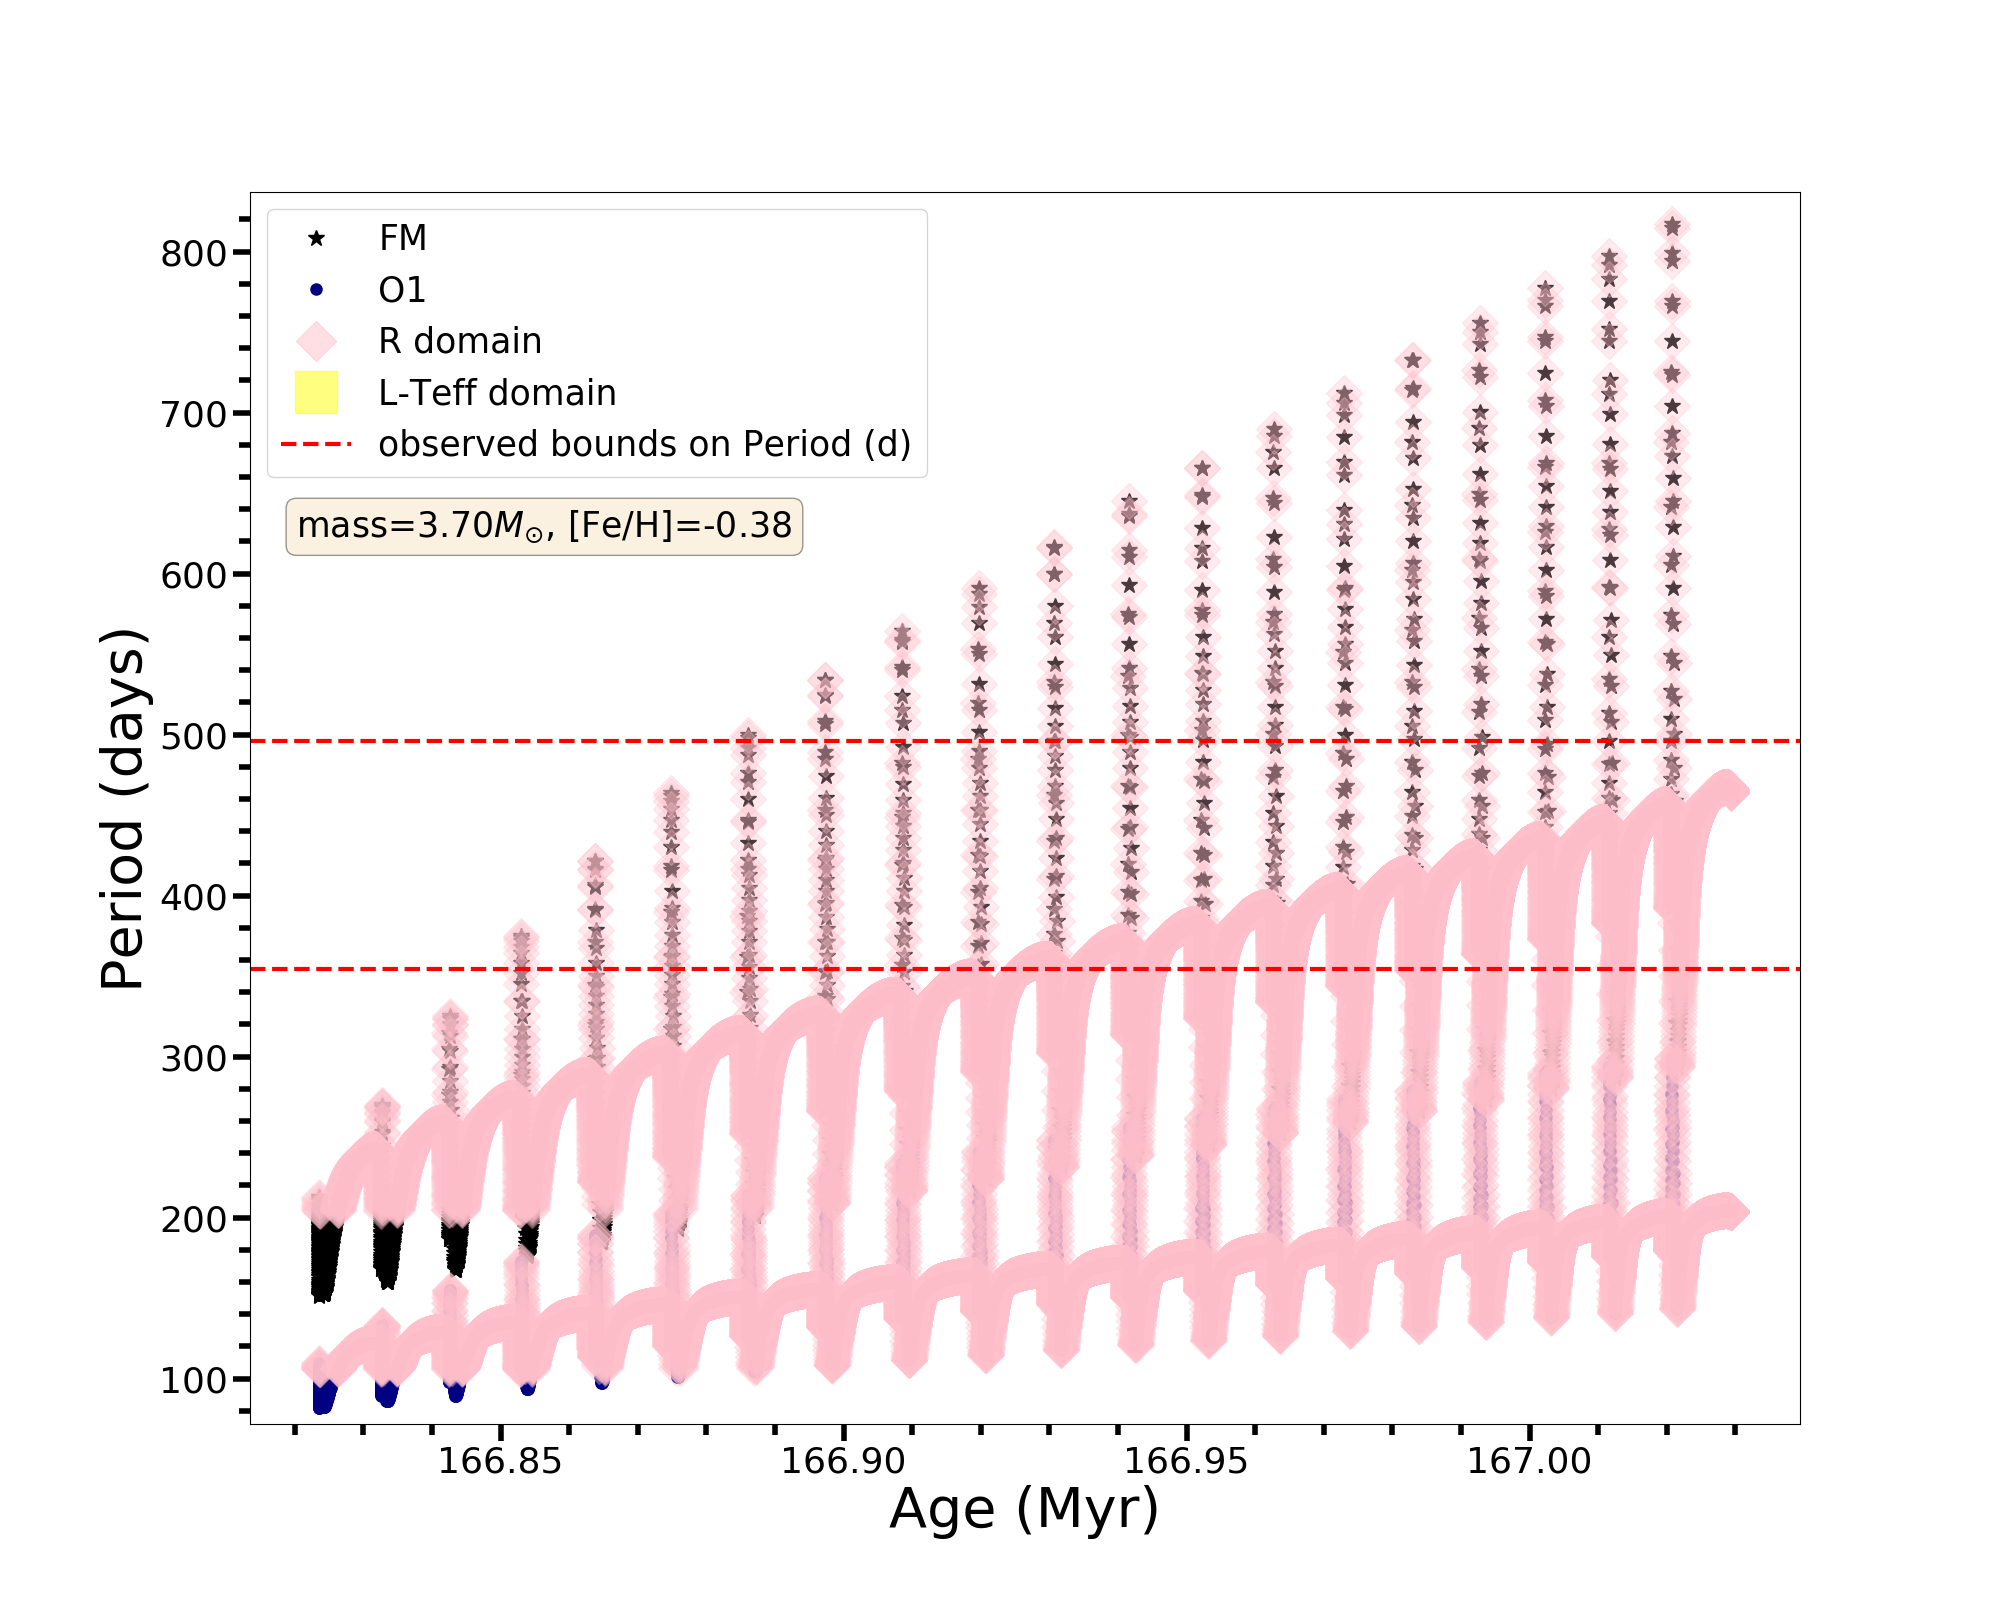 FM
O1
R domain
L-Teff domain
observed bounds on Period (d)
mass=3.70M⊙, [Fe/H]=-0.38
800
700
600
500
400
300
200
100
Period (days)
166.85
166.90
166.95
167.00
Age (Myr)